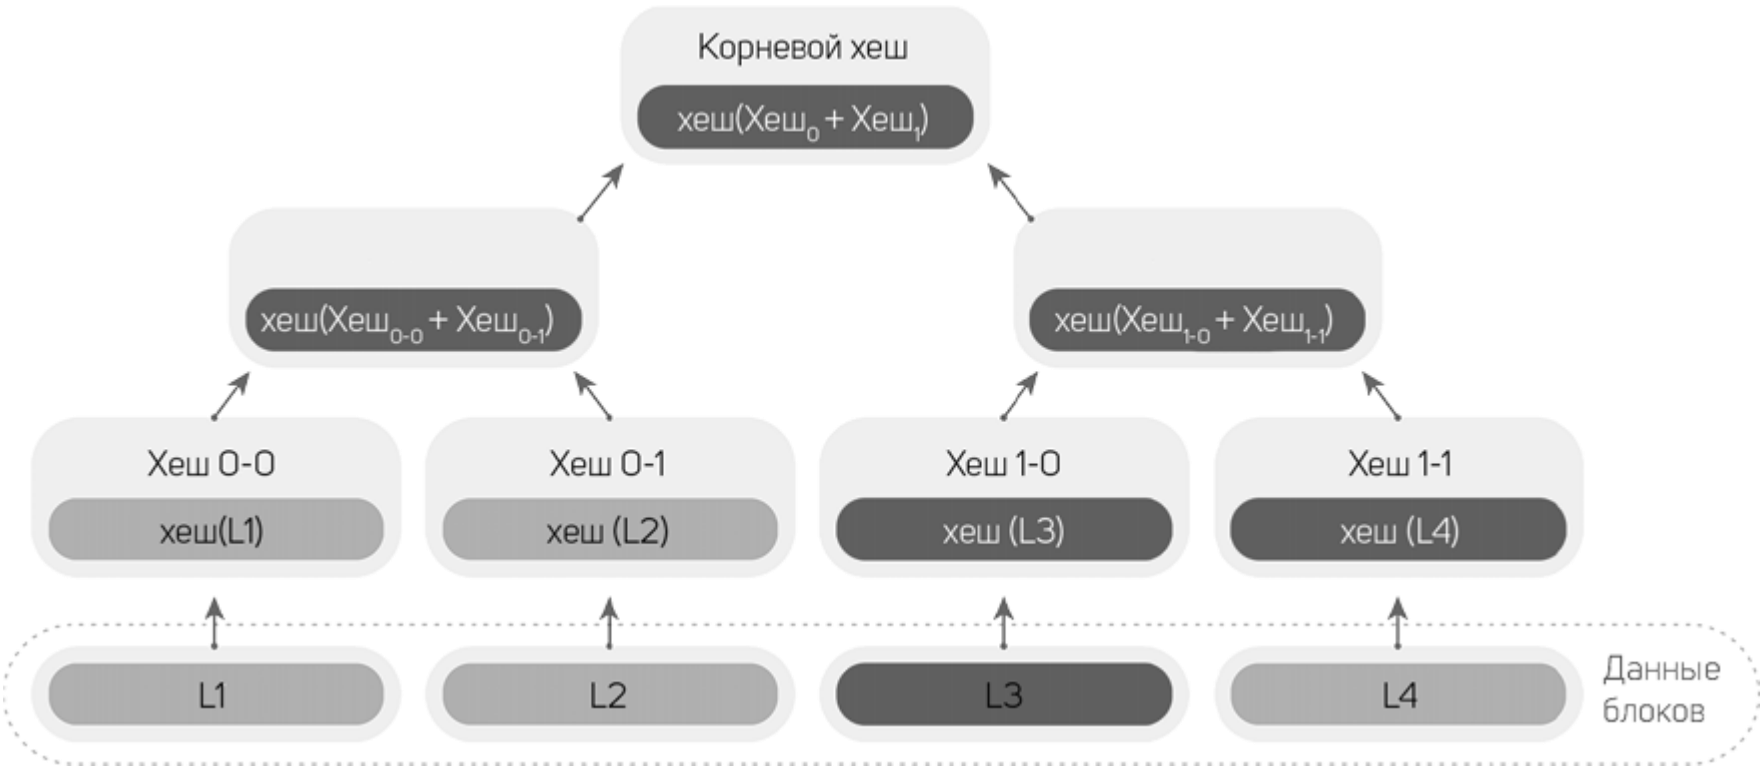 Корневой хеш
хеш(Хеш₀ + Хеш₁)
хеш(Хеш₀₋₀ + Хеш₀₋₁)
хеш(Хеш₁₋₀ + Хеш₁₋₁)
Хеш 0-0
хеш(L1)
Хеш 0-1
хеш (L2)
Хеш 1-0
хеш (L3)
Хеш 1-1
хеш (L4)
L1
L2
L3
L4
Данные
блоков